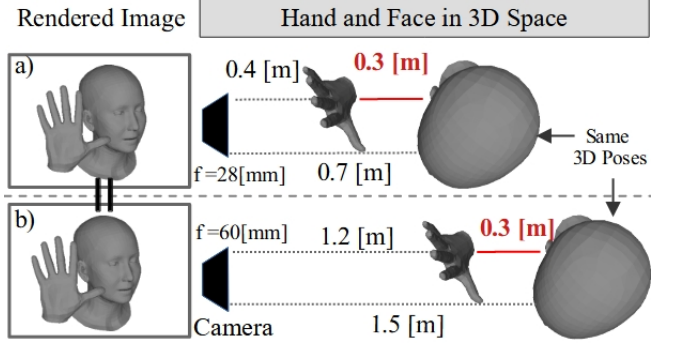 Rendered Image
Hand and Face in 3D Space
a)
0.4 [m]
0.3 [m]
f=28[mm]
0.7 [m]
Same
3D Poses
b)
f=60[mm]
1.2 [m]
0.3 [m]
Camera
1.5 [m]